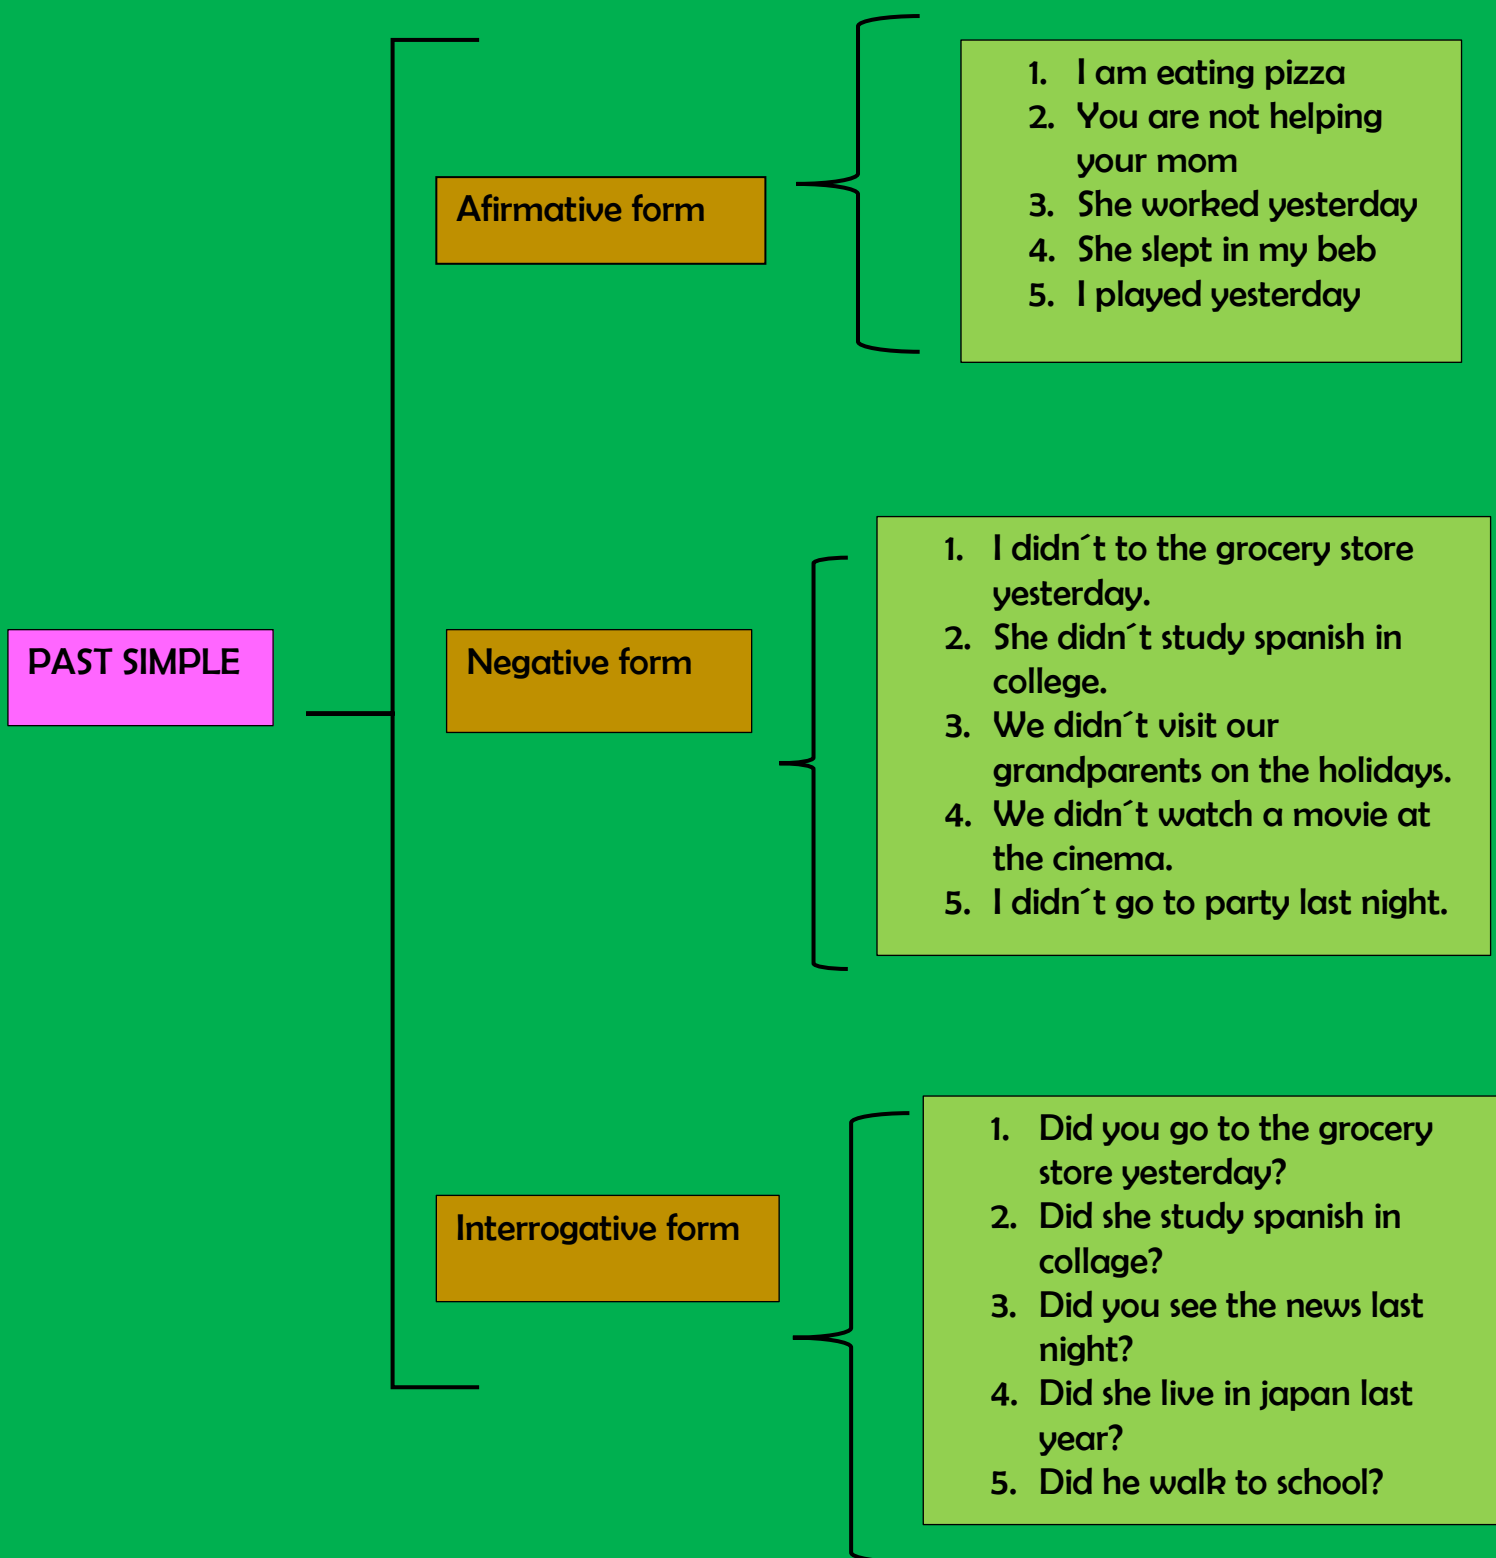 PAST SIMPLE
Afirmative form
1. I am eating pizza
2. You are not helping
your mom
3. She worked yesterday
4. She slept in my beb
5. I played yesterday
Negative form
1. I didn´t to the grocery store
yesterday.
2. She didn´t study spanish in
college.
3. We didn´t visit our
grandparents on the holidays.
4. We didn´t watch a movie at
the cinema.
5. I didn´t go to party last night.
Interrogative form
1. Did you go to the grocery
store yesterday?
2. Did she study spanish in
collage?
3. Did you see the news last
night?
4. Did she live in japan last
year?
5. Did he walk to school?